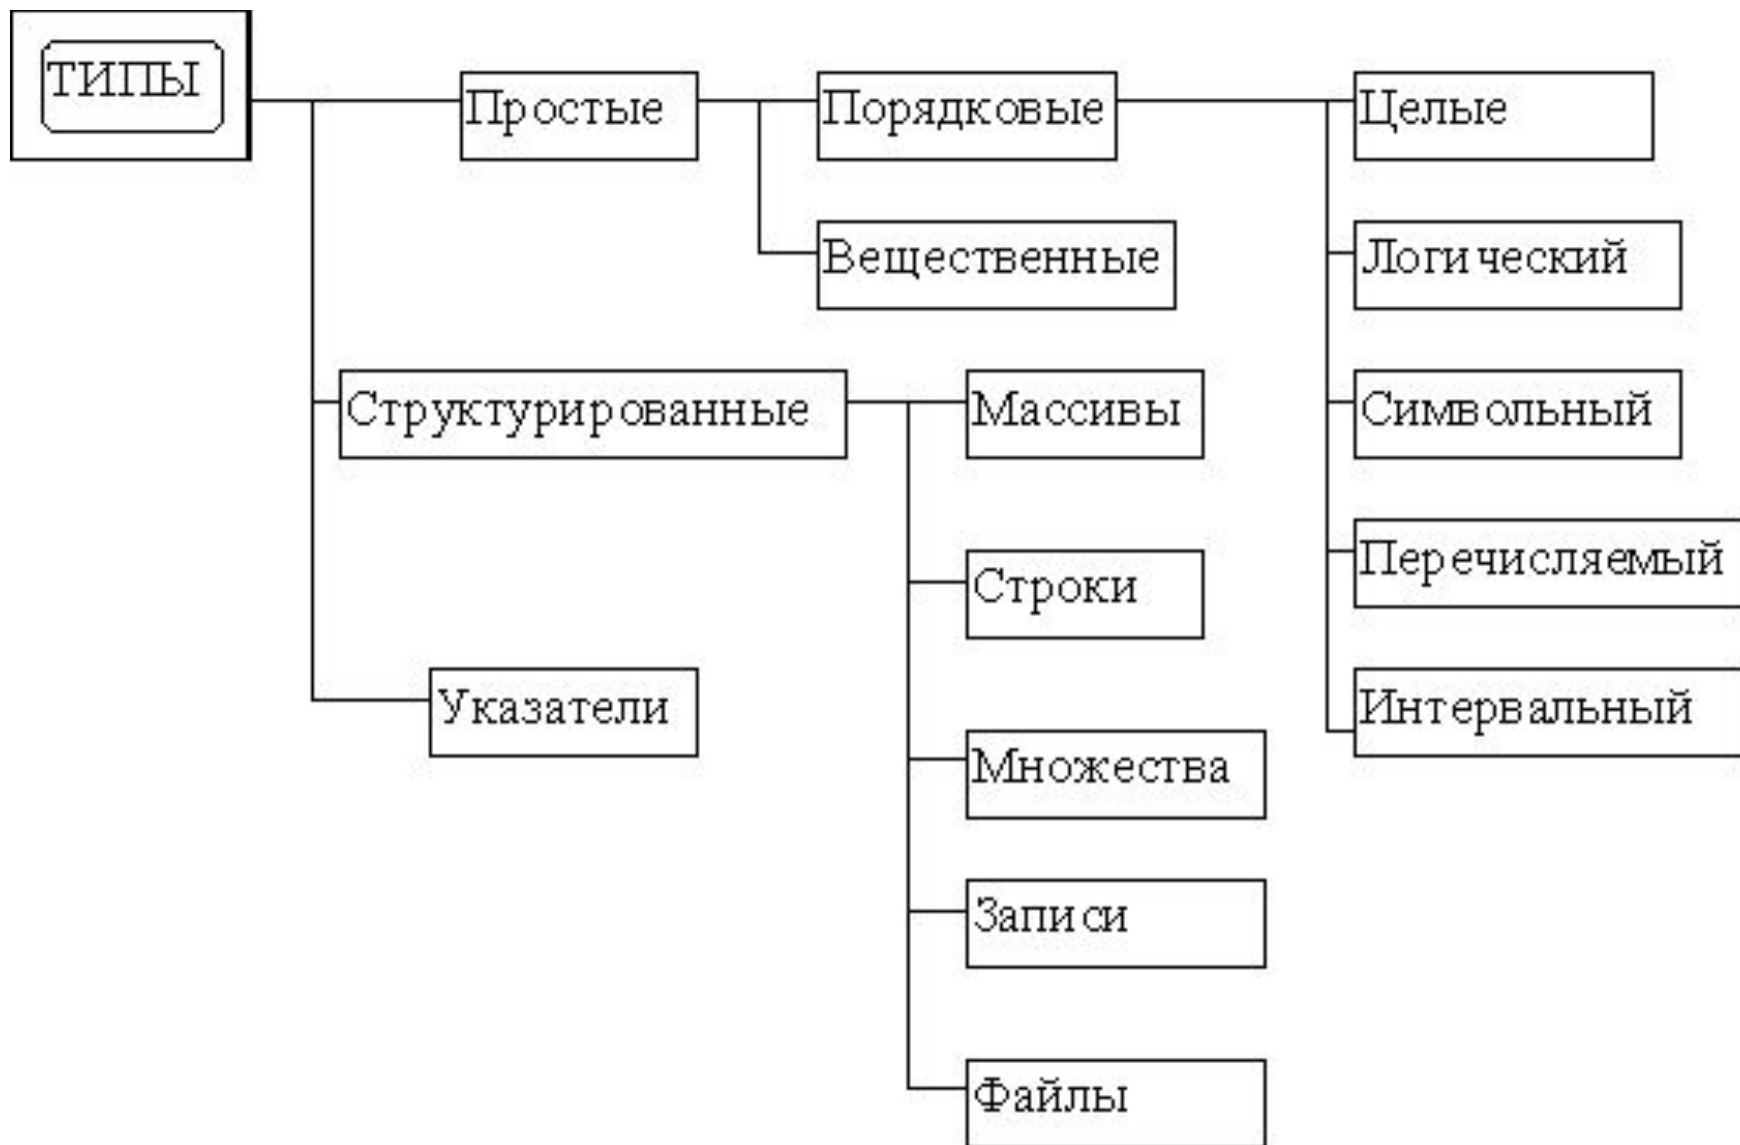 ТИПЫ
Простые
Порядковые
Целые
Вещественные
Логический
Структурированные
Массивы
Символьный
Строки
Перечисляемый
Указатели
Множества
Интервальный
Записи
Файлы